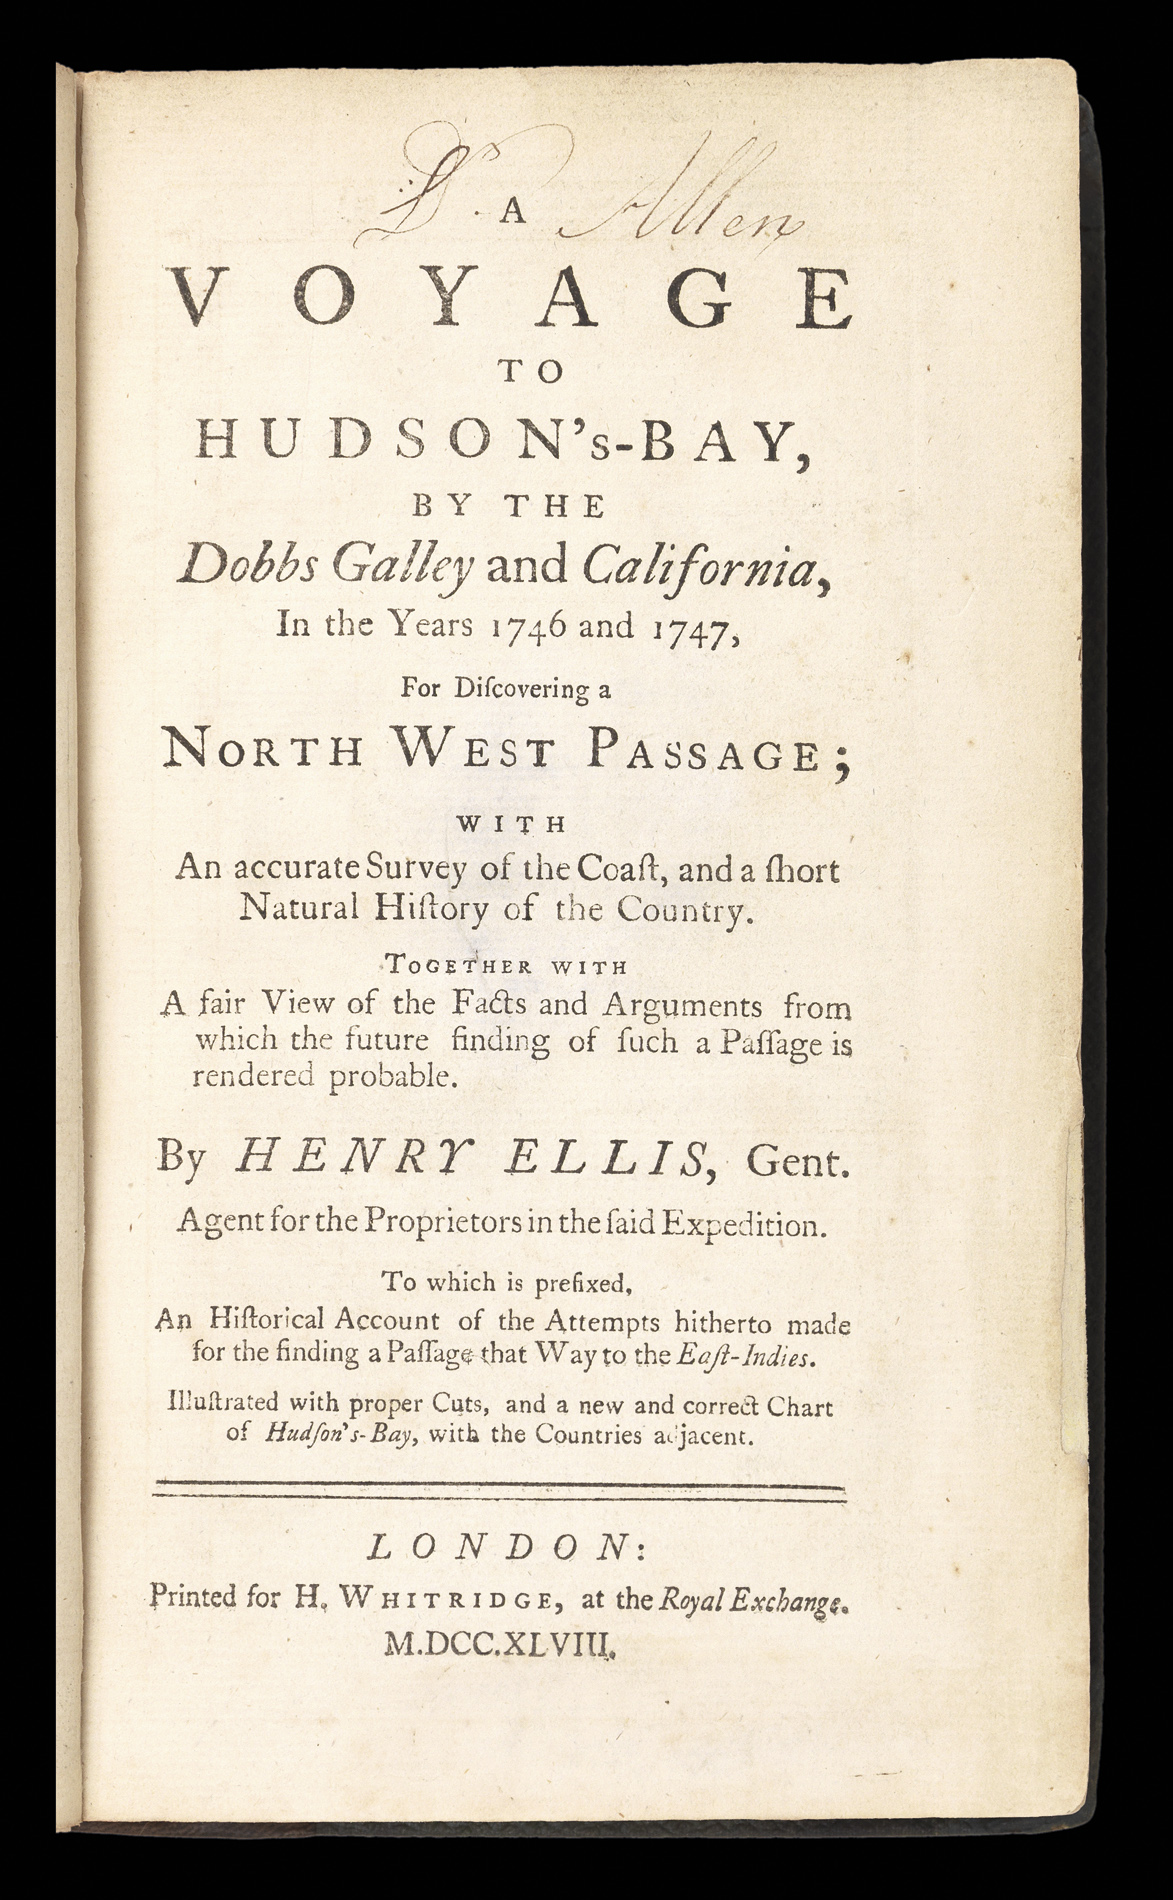 Allen
A
VOYAGE
TO
HUDSON's-BAY,
BY THE
Dobbs Galley and California,
In the Years 1746 and 1747,
For Diſcovering a
NORTH WEST PASSAGE;
WITH
An accurate Survey of the Coaſt, and a ſhort
Natural Hiſtory of the Country.
TOGETHER WITH
A fair View of the Facts and Arguments from
which the future finding of ſuch a Paſſage is
rendered probable.
By HENRY ELLIS, Gent.
Agent for the Proprietors in the ſaid Expedition.
To which is prefixed,
An Hiſtorical Account of the Attempts hitherto made
for the finding a Paſſage that Way to the Eaſt-Indies.
Illuſtrated with proper Cuts, and a new and correct Chart
of Hudſon's-Bay, with the Countries adjacent.
LONDON:
Printed for H. WHITRIDGE, at the Royal Exchange.
M.DCC.XLVIII.